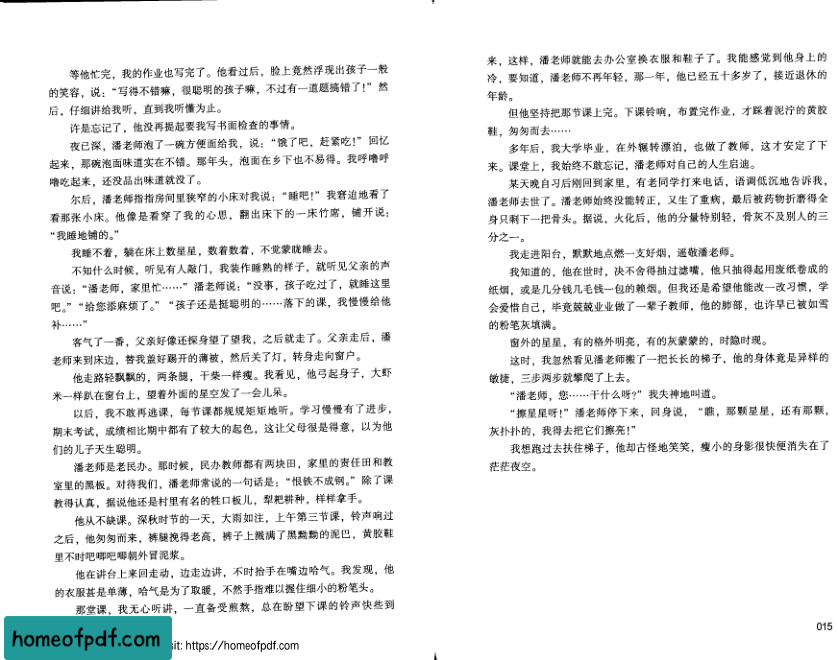 等他忙完，我的作业也写完了。他看过后，脸上竟然浮现出孩子一般
的笑容，说：“写得不错嘛，很聪明的孩子嘛，不过有一道题搞错了！” 然
后，仔细讲给我听，直到我听懂为止。
许是忘记了，他没再提起要我写书面检查的事情。
夜已深，潘老师泡了一碗方便面给我，说：“饿了吧，赶紧吃！” 回忆
起来，那碗泡面味道实在不错。那年头，泡面在乡下也不易得。我呼噜呼
噜吃起来，还没品出味道就没了。
尔后，潘老师指指房间里狭窄的小床对我说：“睡吧！” 我窘迫地看了
看那张小床。他像是看穿了我的心思，翻出床下的一床竹席，铺开说：
“我睡地铺的。”
我睡不着，躺在床上数星星，数着数着，不觉蒙眬睡去。
不知什么时候，听见有人敲门，我装作睡熟的样子，就听见父亲的声
音说：“潘老师，家里忙……” 潘老师说：“没事，孩子吃过了，就睡这里
吧。”“给您添麻烦了。” “孩子还是挺聪明的……落下的课，我慢慢给他
补……”
客气了一番，父亲好像还探身望了望我，之后就走了。父亲走后，潘
老师来到床边，替我盖好踢开的薄被，然后关了灯，转身走向窗户。
他走路轻飘飘的，两条腿，干柴一样瘦。我看见，他弓起身子，大虾
米一样趴在窗台上，望着外面的星空发了一会儿呆。
以后，我不敢再逃课，每节课都规规矩矩地听。学习慢慢有了进步，
期末考试，成绩相比期中都有了较大的起色，这让父母很是得意，以为他
们的儿子天生聪明。
潘老师是老民办。那时候，民办教师都有两块田，家里的责任田和教
室里的黑板。对待我们，潘老师常说的一句话是：“恨铁不成钢。” 除了课
教得认真，据说他还是村里有名的牲口板儿，犁耙耕种，样样拿手。
他从不缺课。深秋时节的一天，大雨如注，上午第三节课，铃声响过
之后，他匆匆而来，裤腿挽得老高，裤子上溅满了黑黝黝的泥巴，黄胶鞋
里不时吧唧吧唧朝外冒泥浆。
他在讲台上来回走动，边走边讲，不时抬手在嘴边哈气。我发现，他
的衣服甚是单薄，哈气是为了取暖，不然手指难以握住细小的粉笔头。
那堂课，我无心听讲，一直备受煎熬，总在盼望下课的铃声快些到
来，这样，潘老师就能去办公室换衣服和鞋子了。我能感觉到他身上的
冷，要知道，潘老师不再年轻，那一年，他已经五十多岁了，接近退休的
年龄。
但他坚持把那节课上完。下课铃响，布置完作业，才踩着泥泞的黄胶
鞋，匆匆而去……
多年后，我大学毕业，在外辗转漂泊，也做了教师，这才安定了下
来。课堂上，我始终不敢忘记，潘老师对自己的人生启迪。
某天晚自习后刚回到家里，有老同学打来电话，语调低沉地告诉我，
潘老师去世了。潘老师始终没能转正，又生了重病，最后被药物折磨得全
身只剩下一把骨头。据说，火化后，他的分量特别轻，骨灰不及别人的三
分之一。
我走进阳台，默默地点燃一支好烟，遥敬潘老师。
我知道的，他在世时，决不舍得抽过滤嘴，他只抽得起用废纸卷成的
纸烟，或是几分钱几毛钱一包的赖烟。但我还是希望他能改一改习惯，学
会爱惜自己，毕竟兢兢业业做了一辈子教师，他的肺部，也许早已被如雪
的粉笔灰填满。
窗外的星星，有的格外明亮，有的灰蒙蒙的，时隐时现。
这时，我忽然看见潘老师搬了一把长长的梯子，他的身体竟是异样的
敏捷，三步两步就攀爬了上去。
“潘老师，您……干什么呀？” 我失神地叫道。
“擦星星呀！” 潘老师停下来，回身说，“瞧，那颗星星，还有那颗，
灰扑扑的，我得去把它们擦亮！”
我想跑过去扶住梯子，他却古怪地笑笑，瘦小的身影很快便消失在了
茫茫夜空。
015
homeofpdf.com
sit: https://homeofpdf.com